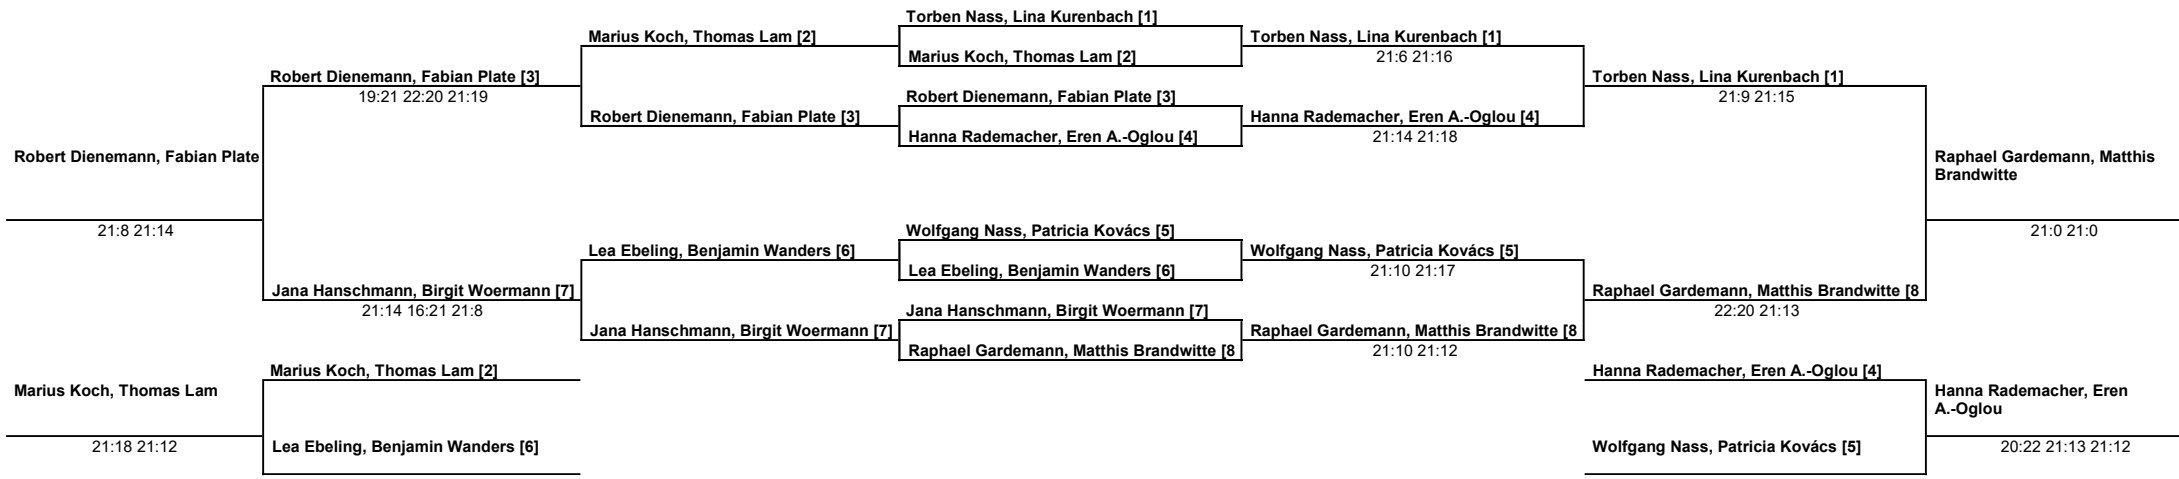 Torben Nass, Lina Kurenbach [1]
Marius Koch, Thomas Lam [2]
Torben Nass, Lina Kurenbach [1]
Marius Koch, Thomas Lam [2]
21:6 21:16
Robert Dienemann, Fabian Plate [3]
Torben Nass, Lina Kurenbach [1]
19:21 22:20 21:19
Robert Dienemann, Fabian Plate [3]
21:9 21:15
Robert Dienemann, Fabian Plate [3]
Hanna Rademacher, Eren A.-Oglou [4]
Hanna Rademacher, Eren A.-Oglou [4]
21:14 21:18
Robert Dienemann, Fabian Plate
Raphael Gardemann, Matthis
Brandwitte
21:8 21:14
Wolfgang Nass, Patricia Kovács [5]
21:0 21:0
Lea Ebeling, Benjamin Wanders [6]
Wolfgang Nass, Patricia Kovács [5]
Lea Ebeling, Benjamin Wanders [6]
21:10 21:17
Jana Hanschmann, Birgit Woermann [7]
Raphael Gardemann, Matthis Brandwitte [8
21:14 16:21 21:8
Jana Hanschmann, Birgit Woermann [7]
22:20 21:13
Jana Hanschmann, Birgit Woermann [7]
Raphael Gardemann, Matthis Brandwitte [8
Raphael Gardemann, Matthis Brandwitte [8
21:10 21:12
Marius Koch, Thomas Lam [2]
Hanna Rademacher, Eren A.-Oglou [4]
Marius Koch, Thomas Lam
Hanna Rademacher, Eren
A.-Oglou
21:18 21:12
Lea Ebeling, Benjamin Wanders [6]
Wolfgang Nass, Patricia Kovács [5]
20:22 21:13 21:12